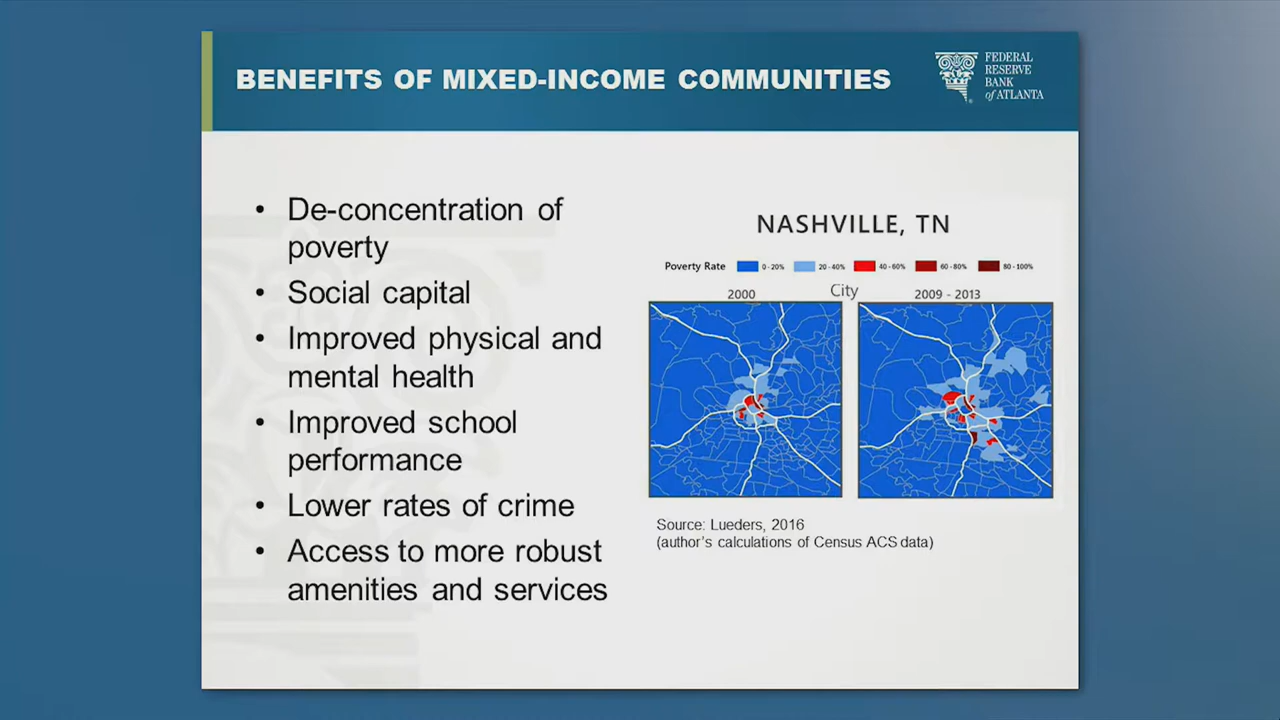 BENEFITS OF MIXED-INCOME COMMUNITIES
FEDERAL
RESERVE
BANK
of ATLANTA
• De-concentration of
poverty
• Social capital
• Improved physical and
mental health
• Improved school
performance
• Lower rates of crime
• Access to more robust
amenities and services
NASHVILLE, TN
Poverty Rate 0 - 20% 20 - 40% 40 - 60% 60 - 80% 80 - 100%
City
2000 2009 - 2013
Source: Lueders, 2016
(author's calculations of Census ACS data)